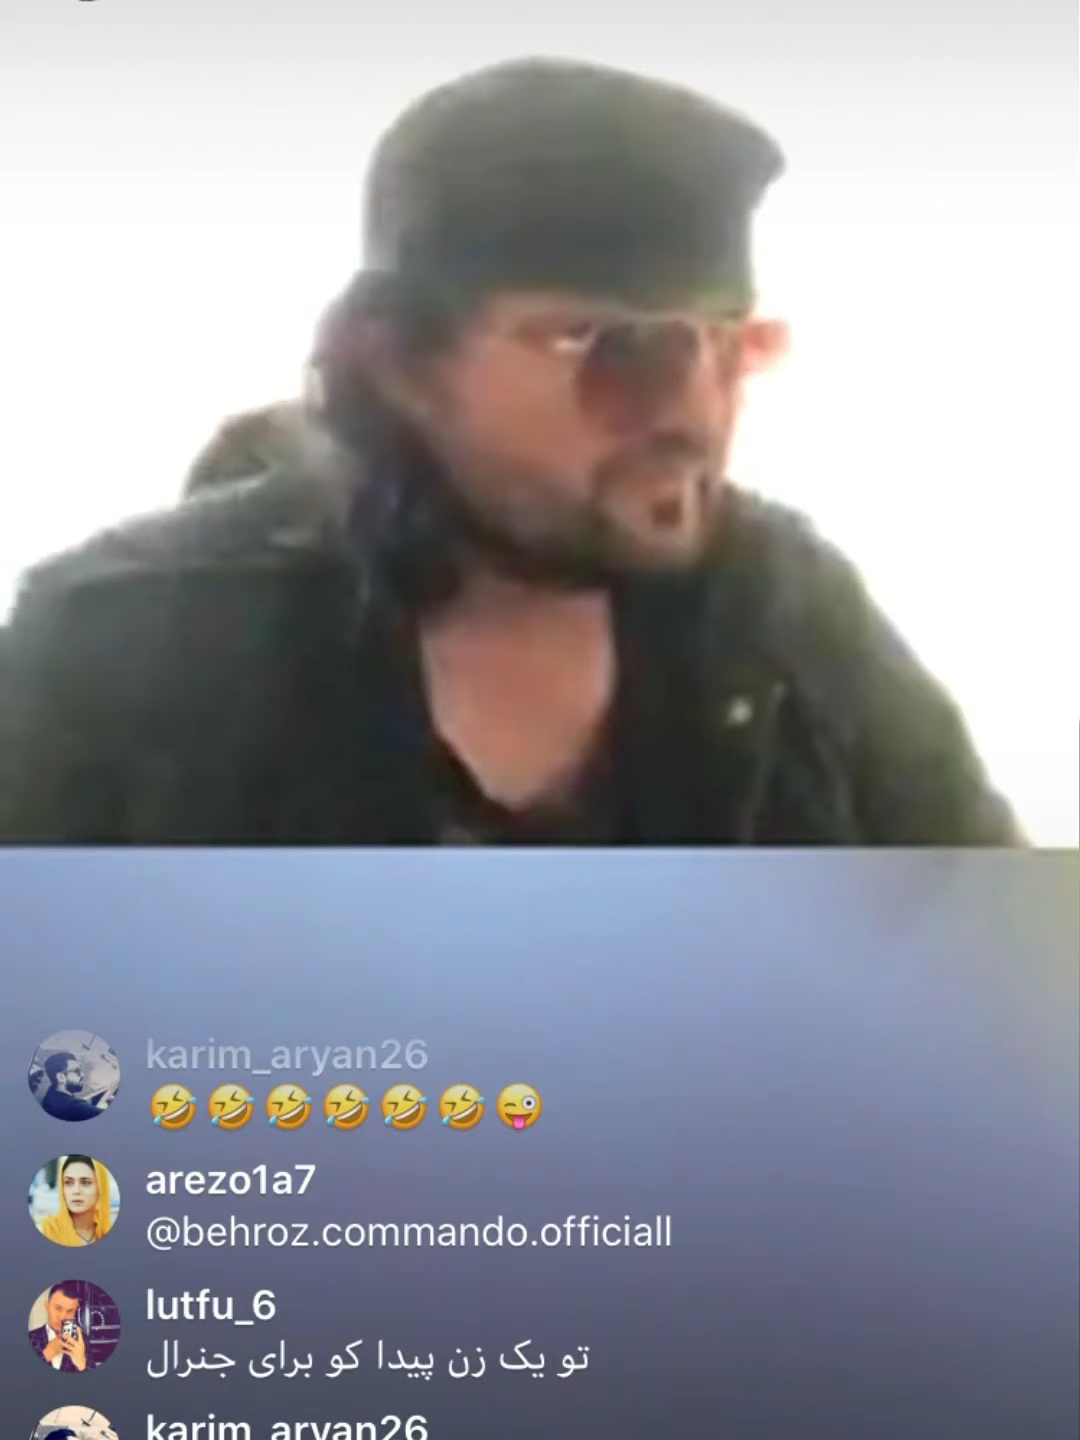 karim_aryan26
🤣🤣🤣🤣🤣🤣😜
arezo1a7
@behroz.commando.officiall
lutfu_6
تو یک زن پیدا کو برای جنرال
karim_aryan26